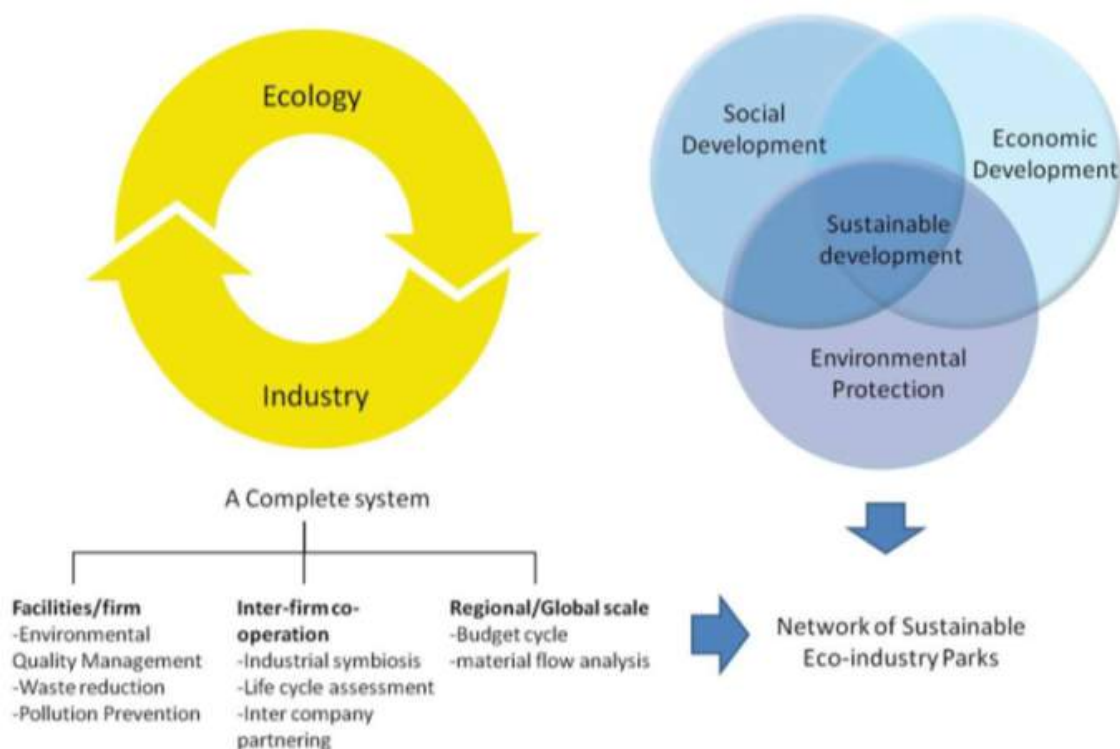 Ecology
Industry
A Complete system
Facilities/firm
-Environmental
Quality Management
-Waste reduction
-Pollution Prevention
Inter-firm co-
operation
-Industrial symbiosis
-Life cycle assessment
-Inter company
partnering
Regional/Global scale
-Budget cycle
-material flow analysis
Social
Development
Economic
Development
Sustainable
development
Environmental
Protection
Network of Sustainable
Eco-industry Parks